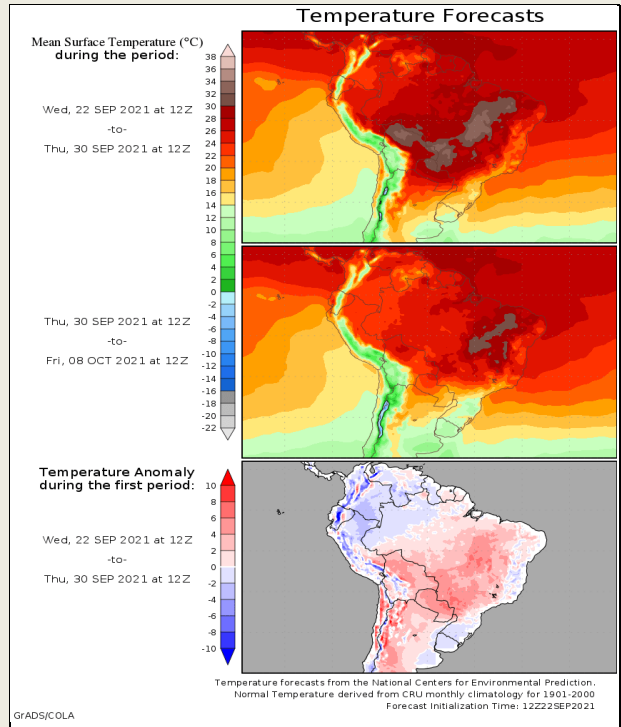 Temperature Forecasts
Mean Surface Temperature (°C)
during the period:
Wed, 22 SEP 2021 at 12Z
-to-
Thu, 30 SEP 2021 at 12Z
38
36
34
32
30
28
26
24
22
20
18
16
14
12
10
8
6
4
2
0
-2
-4
-6
-8
-10
-12
-14
-16
-18
-20
-22
Thu, 30 SEP 2021 at 12Z
-to-
Fri, 08 OCT 2021 at 12Z
Temperature Anomaly
during the first period:
Wed, 22 SEP 2021 at 12Z
-to-
Thu, 30 SEP 2021 at 12Z
10
8
6
4
2
0
-2
-4
-6
-8
-10
Temperature forecasts from the National Centers for Environmental Prediction.
Normal Temperature derived from CRU monthly climatology for 1901-2000
Forecast Initialization Time: 12Z22SEP2021
GrADS/COLA